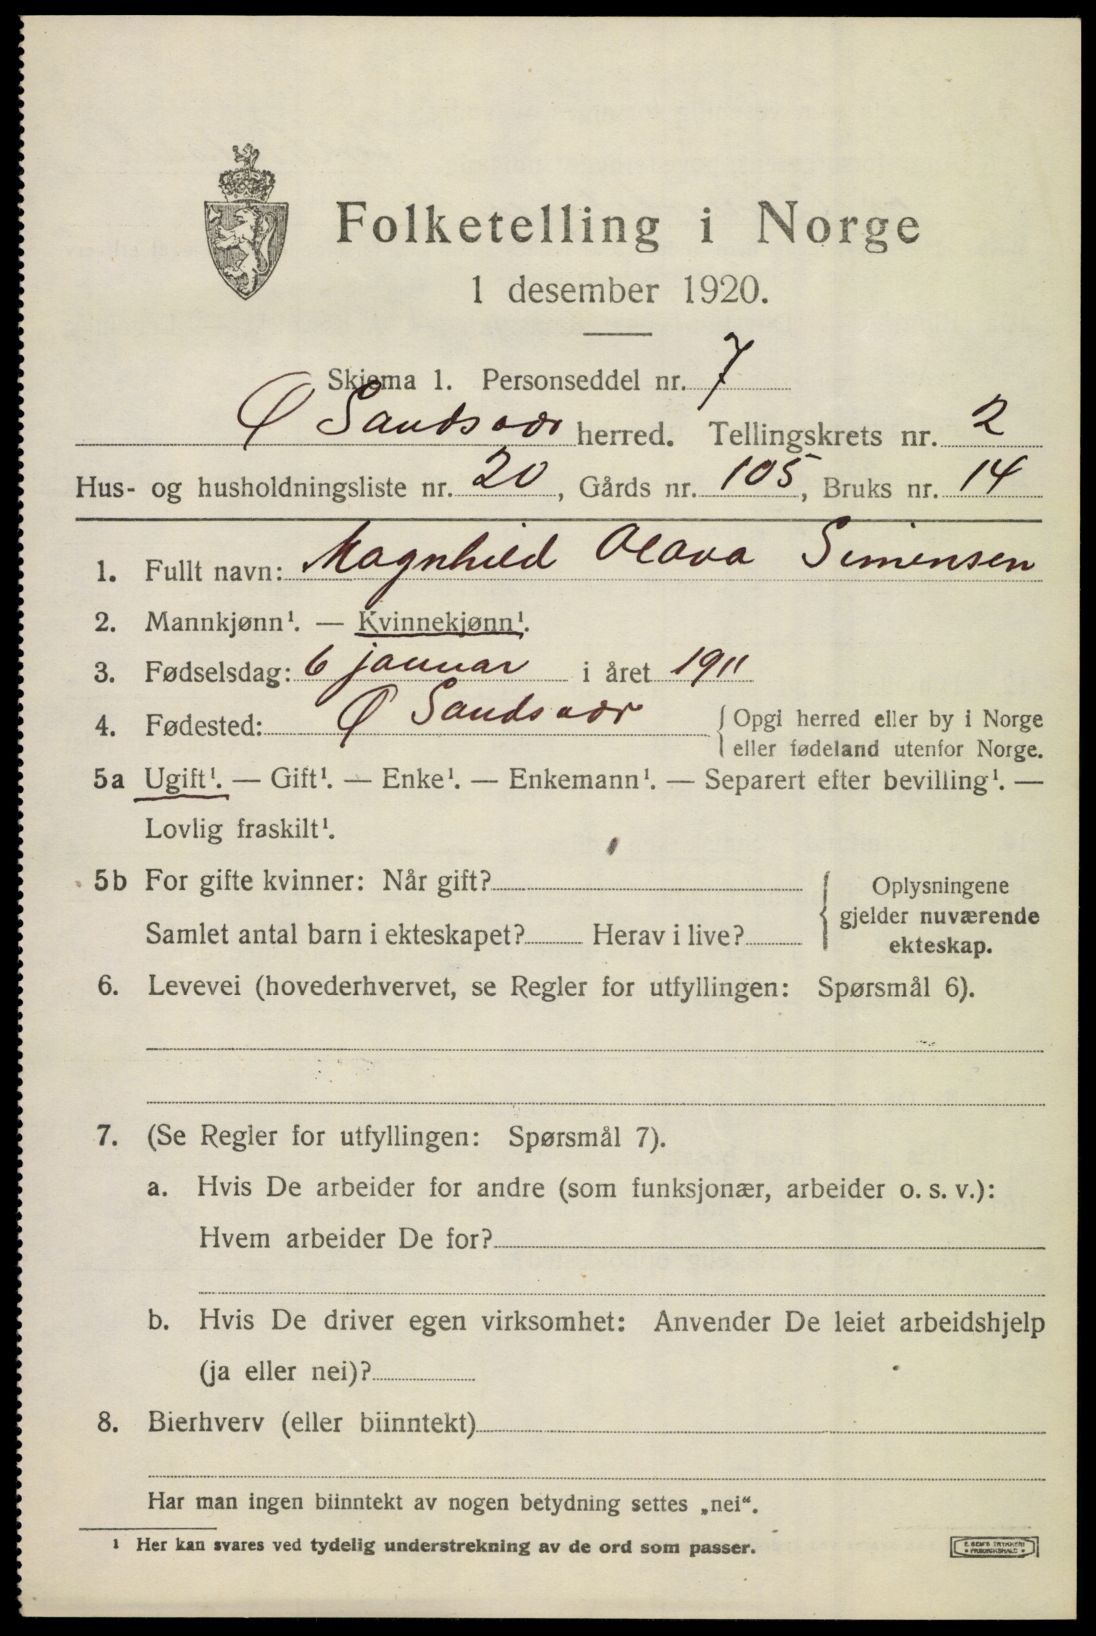 Folketelling i Norge
1 desember 1920.
Skjema 1. Personseddel nr. 7
Ø Sandsvær herred. Tellingskrets nr. 2
Hus- og husholdningsliste nr. 20, Gårds nr. 105, Bruks nr. 14
1. Fullt navn: Magnhild Olava Simensen
2. Mannkjønn¹. — Kvinnekjønn¹.
3. Fødselsdag: 6 januar i året 1911
4. Fødested: Ø Sandsvær { Opgi herred eller by i Norge
eller fødeland utenfor Norge.
5a Ugift¹. — Gift¹. — Enke¹. — Enkemann¹. — Separert efter bevilling¹. —
Lovlig fraskilt¹.
5b For gifte kvinner: Når gift? { Oplysningene
gjelder nuværende
Samlet antal barn i ekteskapet? Herav i live?
ekteskap.
6. Levevei (hovederhvervet, se Regler for utfyllingen: Spørsmål 6).
7. (Se Regler for utfyllingen: Spørsmål 7).
a. Hvis De arbeider for andre (som funksjonær, arbeider o. s. v.):
Hvem arbeider De for?
b. Hvis De driver egen virksomhet: Anvender De leiet arbeidshjelp
(ja eller nei)?
8. Bierhverv (eller biinntekt)
Har man ingen biinntekt av nogen betydning settes „nei“.
¹ Her kan svares ved tydelig understrekning av de ord som passer.